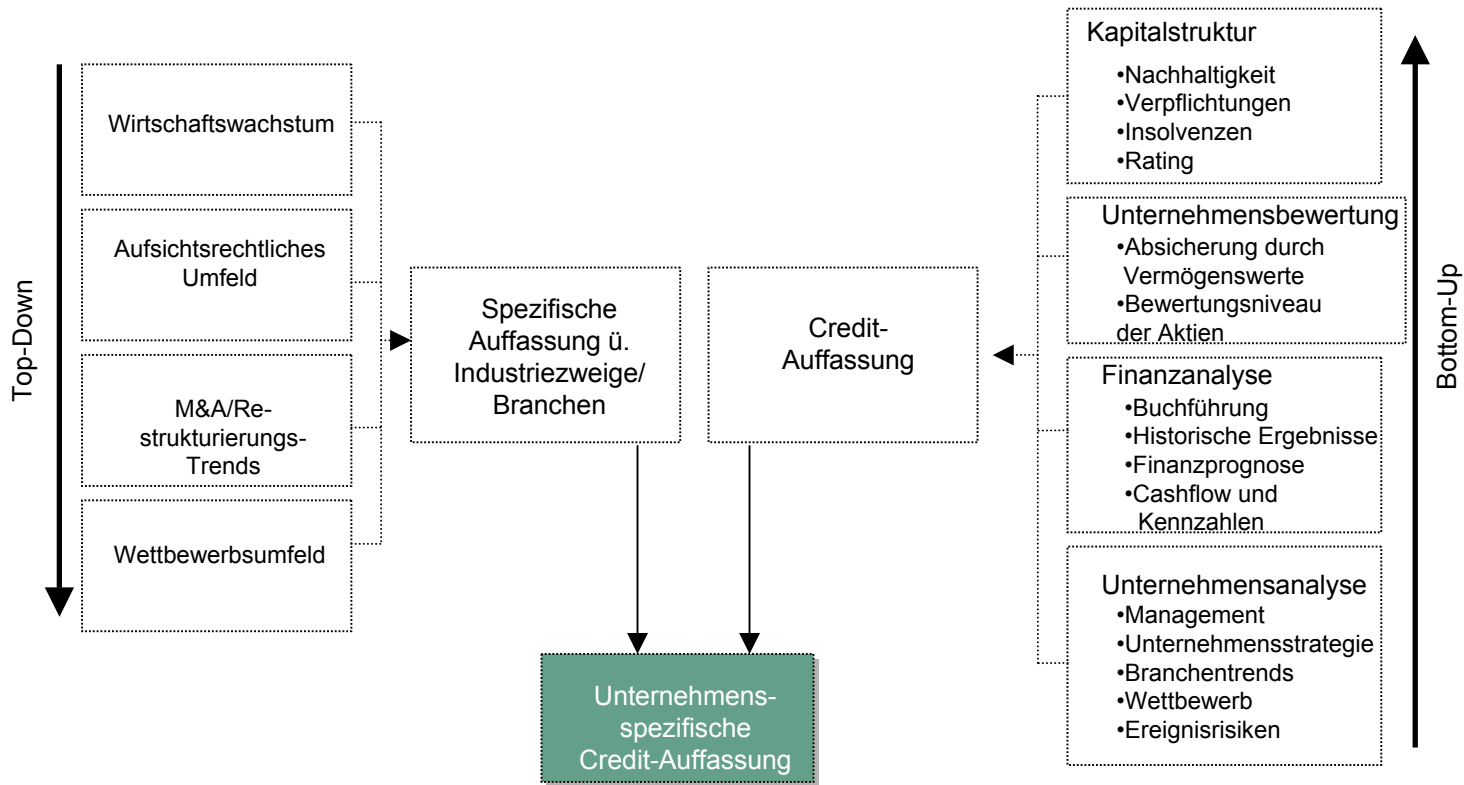 Top-Down
Wirtschaftswachstum
Aufsichtsrechtliches
Umfeld
M&A/Re-
strukturierungs-
Trends
Wettbewerbsumfeld
Spezifische
Auffassung ü.
Industriezweige/
Branchen
Credit-
Auffassung
Unternehmens-
spezifische
Credit-Auffassung
Kapitalstruktur
•Nachhaltigkeit
•Verpflichtungen
•Insolvenzen
•Rating
Unternehmensbewertung
•Absicherung durch
Vermögenswerte
•Bewertungsniveau
der Aktien
Finanzanalyse
•Buchführung
•Historische Ergebnisse
•Finanzprognose
•Cashflow und
Kennzahlen
Unternehmensanalyse
•Management
•Unternehmensstrategie
•Branchentrends
•Wettbewerb
•Ereignisrisiken
Bottom-Up